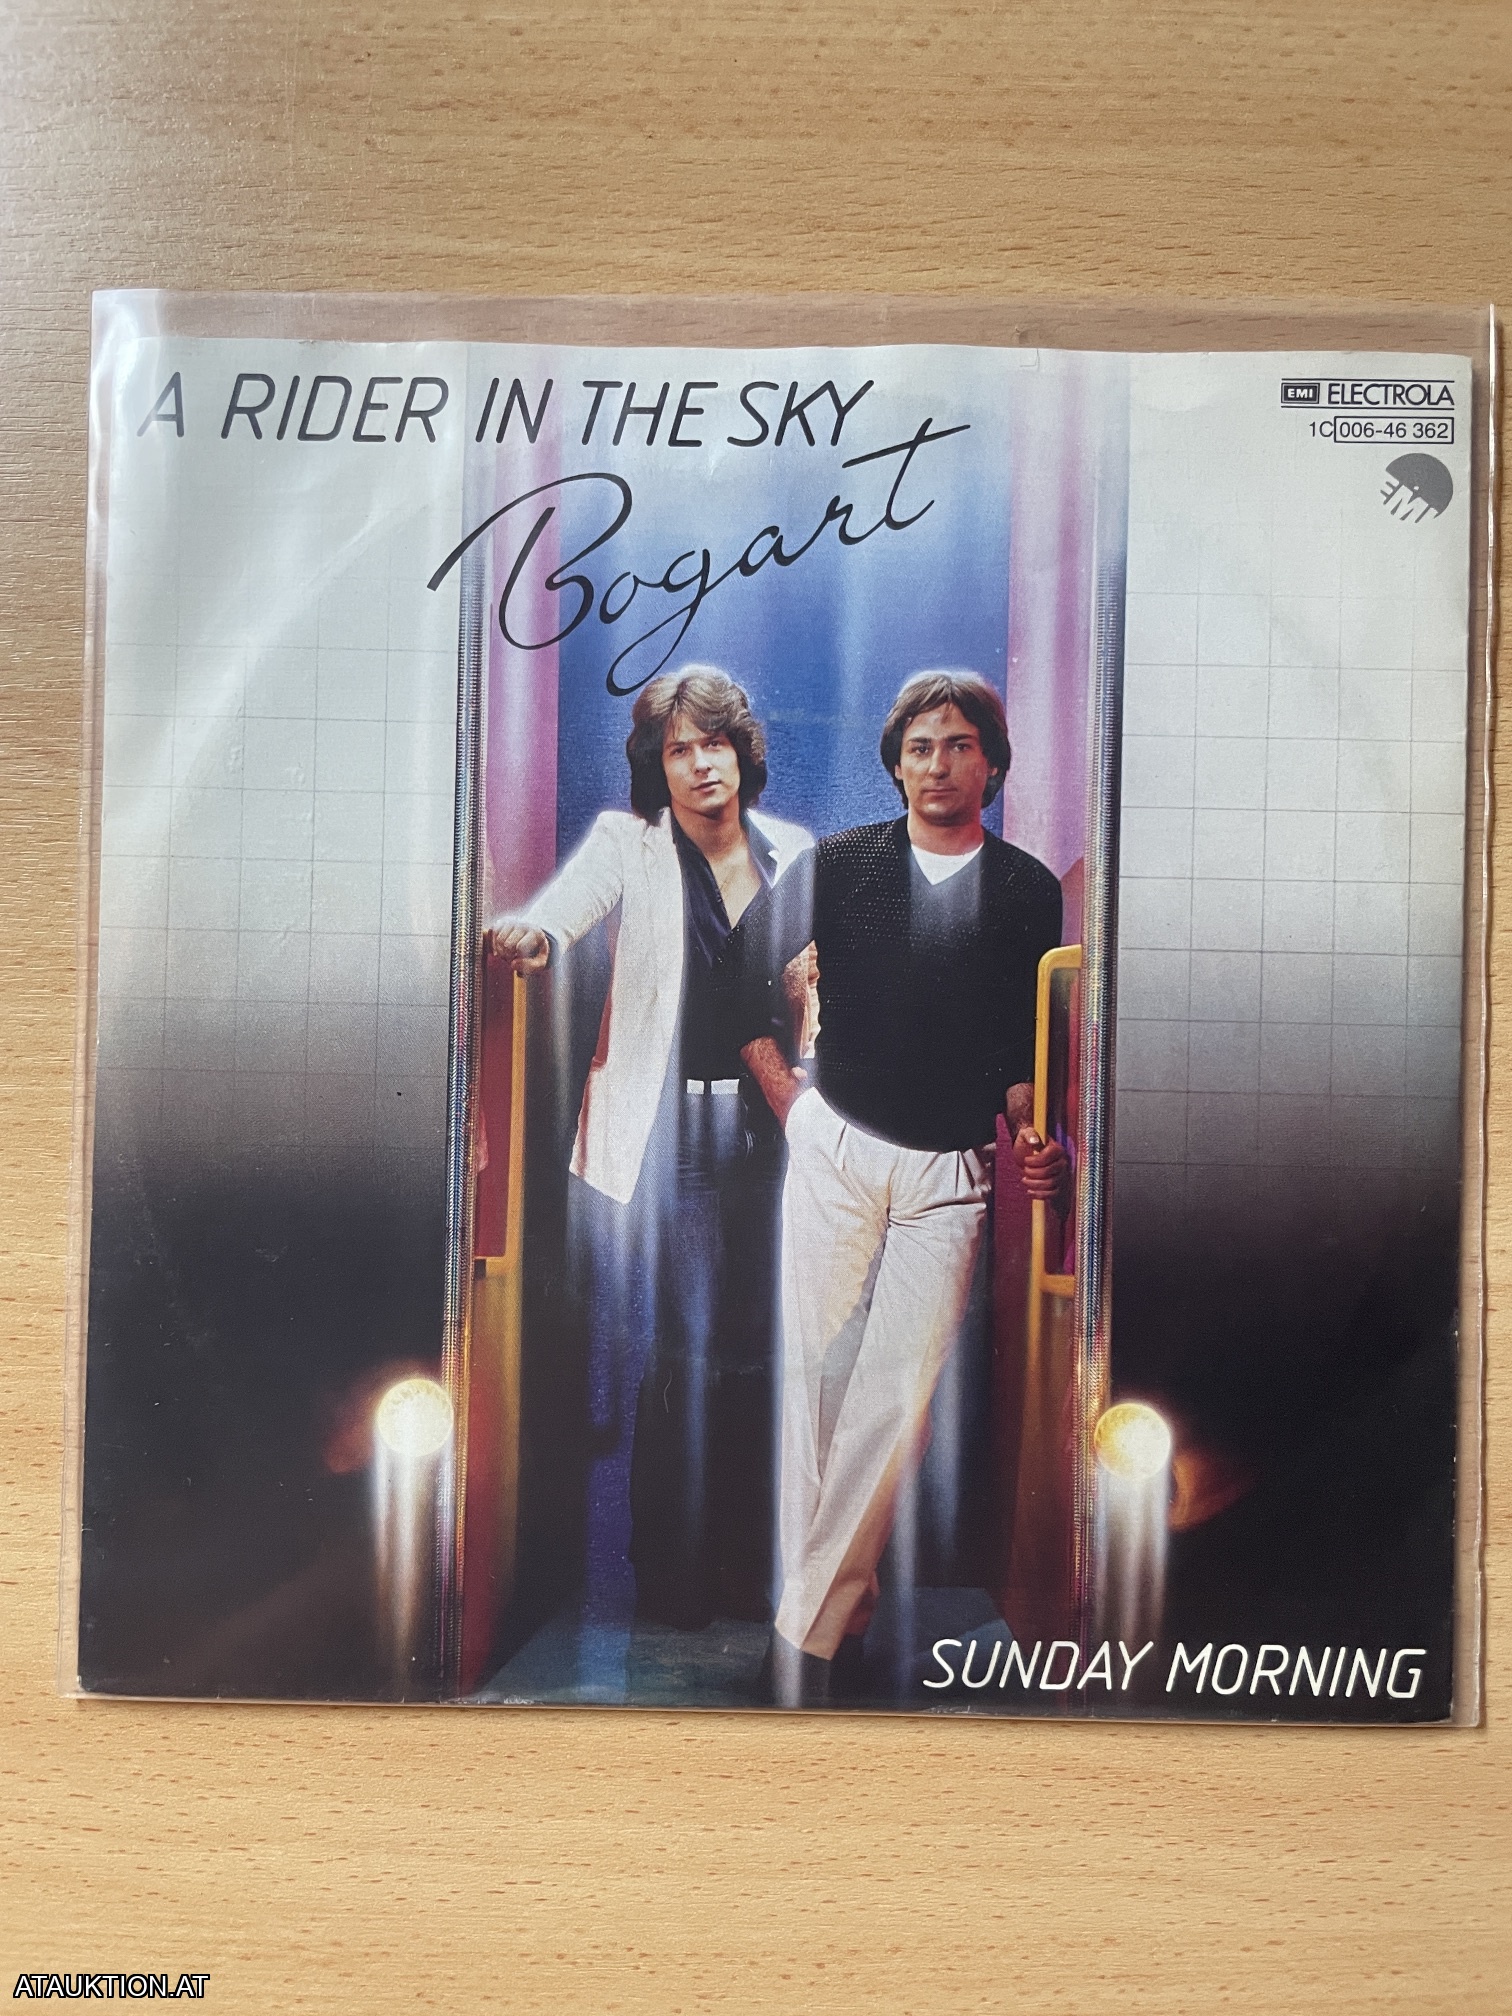 A RIDER IN THE SKY
Bogart
EMI ELECTROLA
1C 006-46 362
EMI
SUNDAY MORNING
ATAUKTION.AT